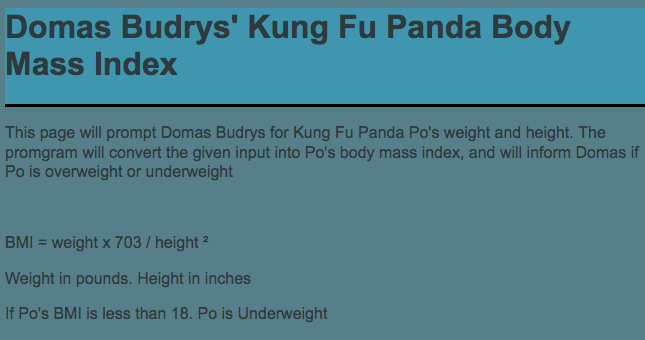 Domas Budrys' Kung Fu Panda Body
Mass Index
This page will prompt Domas Budrys for Kung Fu Panda Po's weight and height. The
promgram will convert the given input into Po's body mass index, and will inform Domas if
Po is overweight or underweight
BMI = weight x 703 / height ²
Weight in pounds. Height in inches
If Po's BMI is less than 18. Po is Underweight